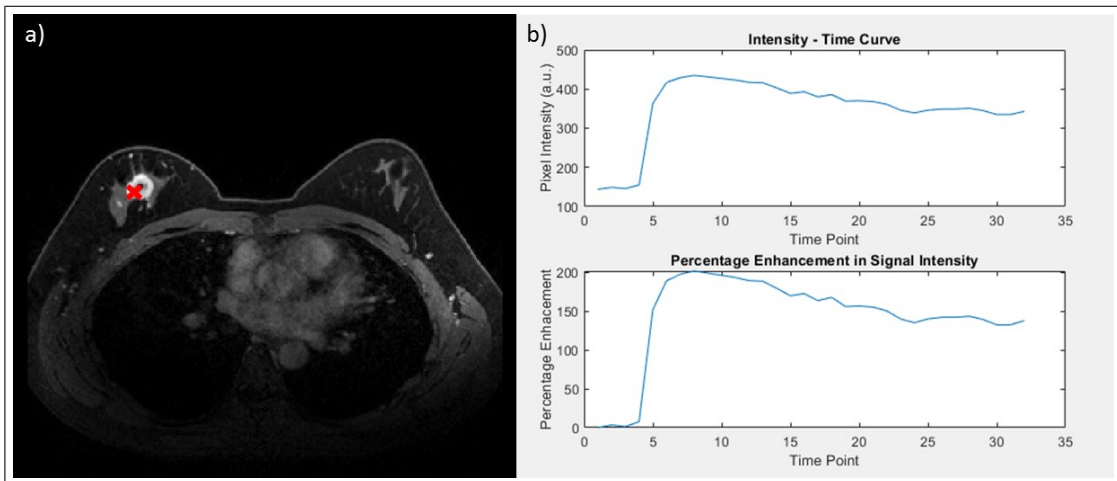 a)
b)
Intensity - Time Curve
500
400
300
200
100
Pixel Intensity (a.u.)
0 5 10 15 20 25 30 35
Time Point
Percentage Enhancement in Signal Intensity
200
150
100
50
0
Percentage Enhacement
0 5 10 15 20 25 30 35
Time Point